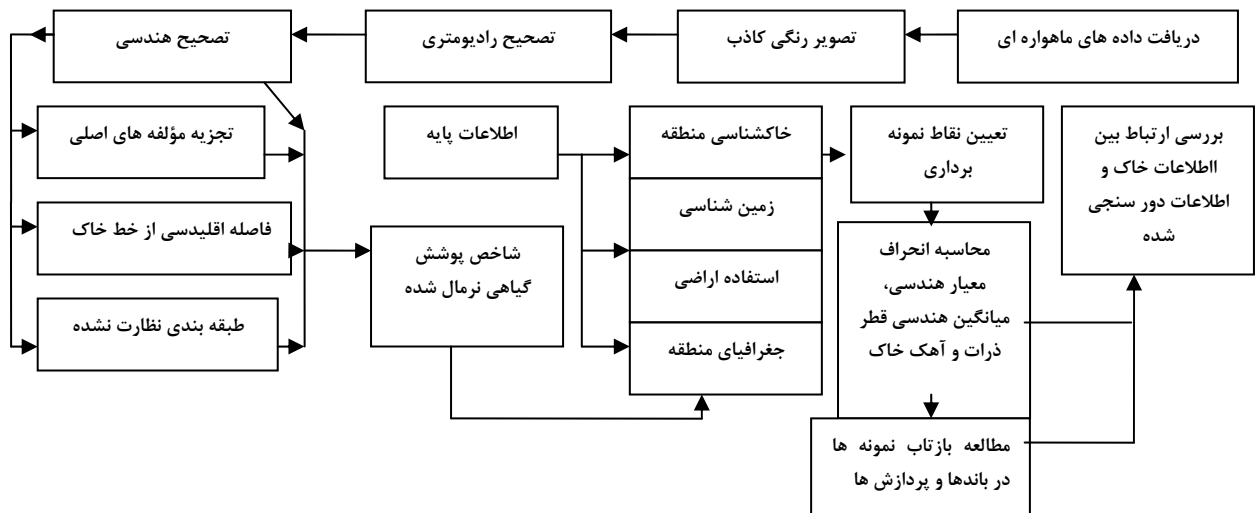 دریافت داده های ماهواره ای
تصویر رنگی کاذب
تصحیح رادیومتری
تصحیح هندسی
تجزیه مؤلفه های اصلی
فاصله اقلیدسی از خط خاک
طبقه بندی نظارت نشده
شاخص پوشش
گیاهی نرمال شده
اطلاعات پایه
خاکشناسی منطقه
زمین شناسی
استفاده اراضی
جغرافیای منطقه
تعیین نقاط نمونه
برداری
محاسبه انحراف
معیار هندسی،
میانگین هندسی قطر
ذرات و آهک خاک
مطالعه بازتاب نمونه ها
در باندها و پردازش ها
بررسی ارتباط بین
ااطلاعات خاک و
اطلاعات دور سنجی
شده